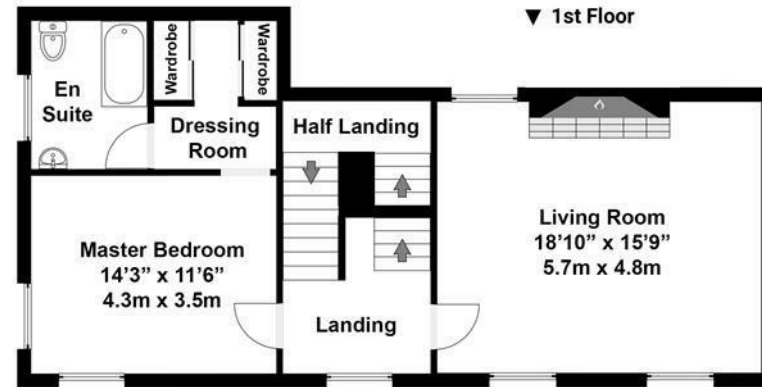 ▼ 1st Floor
En
Suite
Wardrobe
Wardrobe
Dressing
Room
Half Landing
Master Bedroom
14'3" x 11'6"
4.3m x 3.5m
Landing
Living Room
18'10" x 15'9"
5.7m x 4.8m